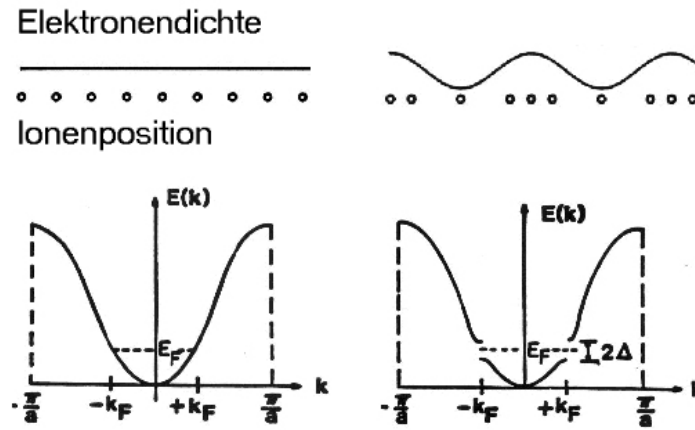 Elektronendichte
Ionenposition
E(k)
E_F
k
-π/a
-k_F
+k_F
π/a
E(k)
E_F
2Δ
-π/a
-k_F
+k_F
π/a